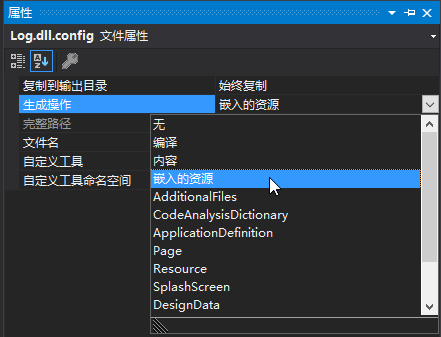 属性
Log.dll.config 文件属性
复制到输出目录 始终复制
生成操作 嵌入的资源
完整路径 无
文件名 编译
自定义工具 内容
自定义工具命名空间 嵌入的资源
AdditionalFiles
CodeAnalysisDictionary
ApplicationDefinition
Page
Resource
SplashScreen
DesignData